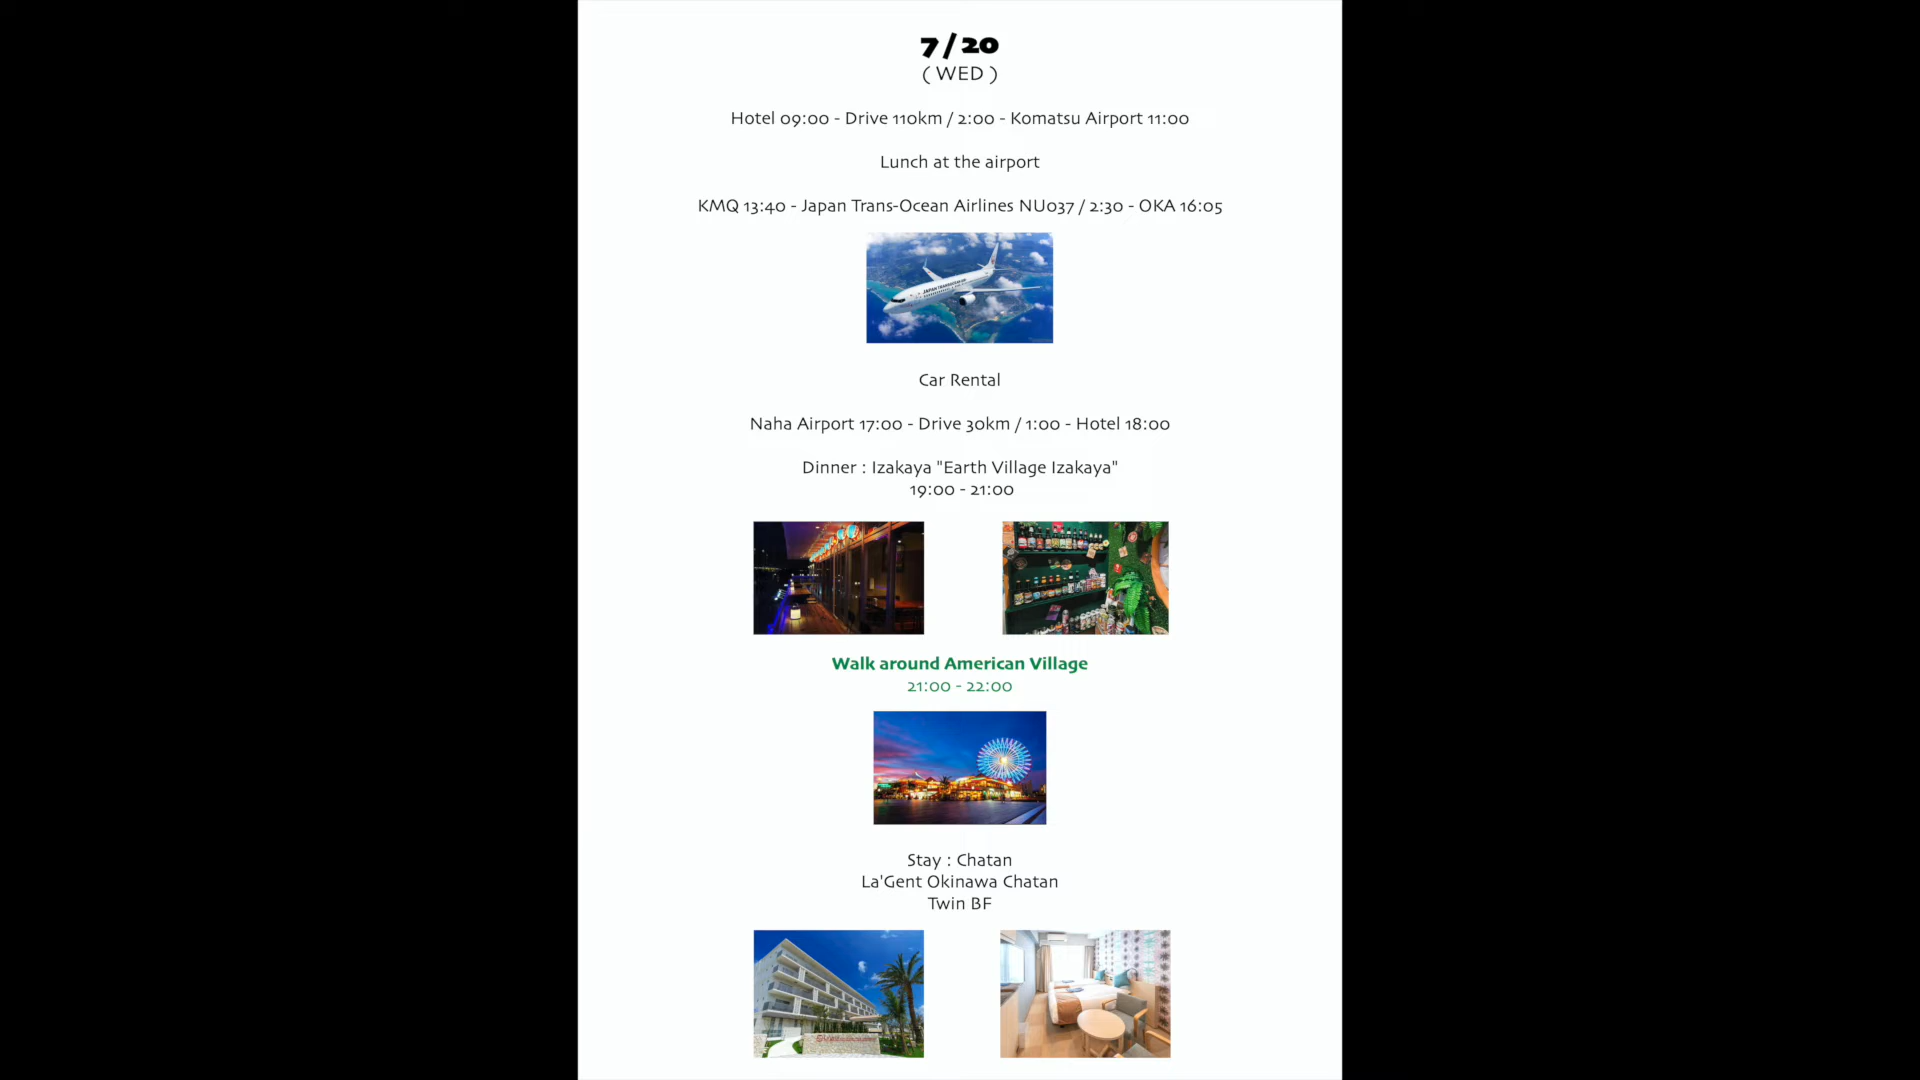 7/20
( WED )
Hotel 09:00 - Drive 110km / 2:00 - Komatsu Airport 11:00
Lunch at the airport
KMQ 13:40 - Japan Trans-Ocean Airlines NU037 / 2:30 - OKA 16:05
Car Rental
Naha Airport 17:00 - Drive 30km / 1:00 - Hotel 18:00
Dinner : Izakaya "Earth Village Izakaya"
19:00 - 21:00
Walk around American Village
21:00 - 22:00
Stay : Chatan
La'Gent Okinawa Chatan
Twin BF